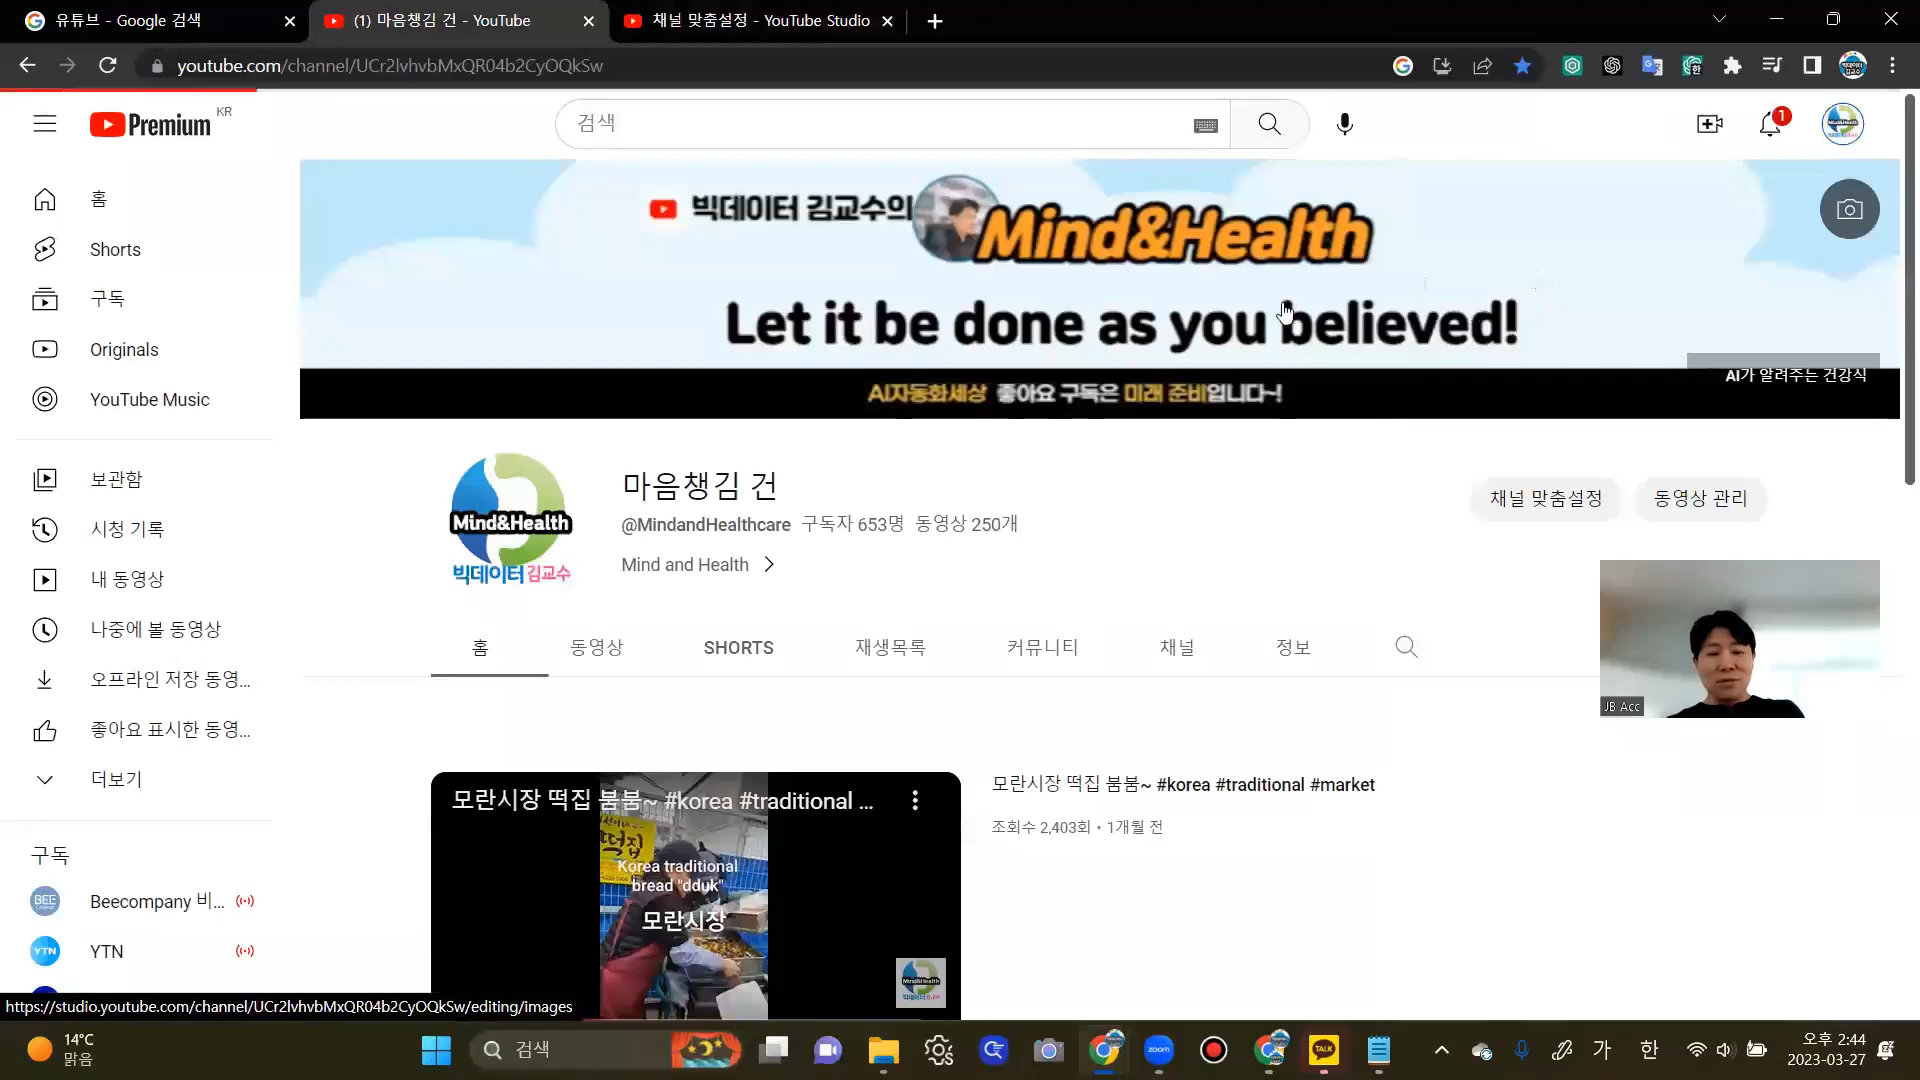 유튜브 - Google 검색
(1) 마음챙김 건 - YouTube
채널 맞춤설정 - YouTube Studio
youtube.com/channel/UCr2lvhvbMxQR04b2CyOQkSw
Premium KR
검색
1
홈
Shorts
구독
Originals
YouTube Music
보관함
시청 기록
내 동영상
나중에 볼 동영상
오프라인 저장 동영...
좋아요 표시한 동영...
더보기
구독
BEE
Beecompany 비...
YTN
YTN
빅데이터 김교수의
Mind&Health
Let it be done as you believed!
AI자동화세상 좋아요 구독은 미래 준비입니다~!
AI가 알려주는 건강식
Mind&Health
빅데이터 김교수
마음챙김 건
@MindandHealthcare 구독자 653명 동영상 250개
Mind and Health
채널 맞춤설정
동영상 관리
홈
동영상
SHORTS
재생목록
커뮤니티
채널
정보
JB Acc
모란시장 떡집 붐붐~ #korea #traditional ...
Korea traditional
bread "dduk"
모란시장
Mind&Health
모란시장 떡집 붐붐~ #korea #traditional #market
조회수 2,403회 • 1개월 전
https://studio.youtube.com/channel/UCr2lvhvbMxQR04b2CyOQkSw/editing/images
14°C
맑음
검색
zoom
TALK
가
한
오후 2:44
2023-03-27